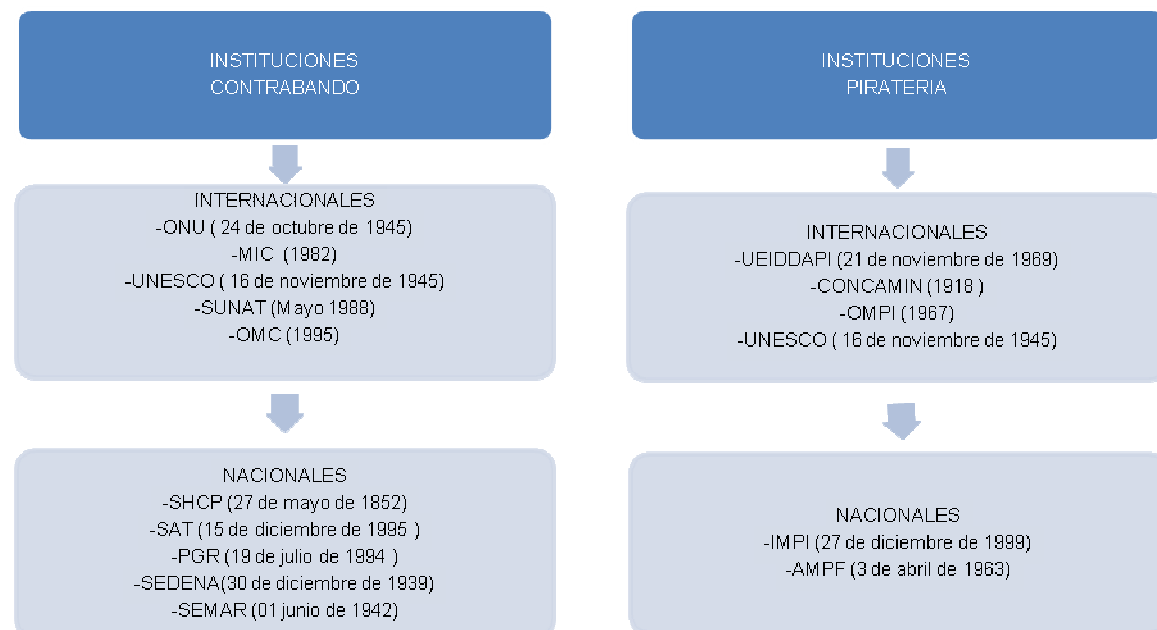 INSTITUCIONES
CONTRABANDO
INTERNACIONALES
-ONU ( 24 de octubre de 1945)
-MIC (1982)
-UNESCO ( 16 de noviembre de 1945)
-SUNAT (Mayo 1988)
-OMC (1995)
NACIONALES
-SHCP (27 de mayo de 1852)
-SAT (15 de diciembre de 1995 )
-PGR (19 de julio de 1994 )
-SEDENA(30 de diciembre de 1939)
-SEMAR (01 junio de 1942)
INSTITUCIONES
PIRATERIA
INTERNACIONALES
-UEIDDAPI (21 de noviembre de 1969)
-CONCAMIN (1918 )
-OMPI (1967)
-UNESCO ( 16 de noviembre de 1945)
NACIONALES
-IMPI (27 de diciembre de 1999)
-AMPF (3 de abril de 1963)